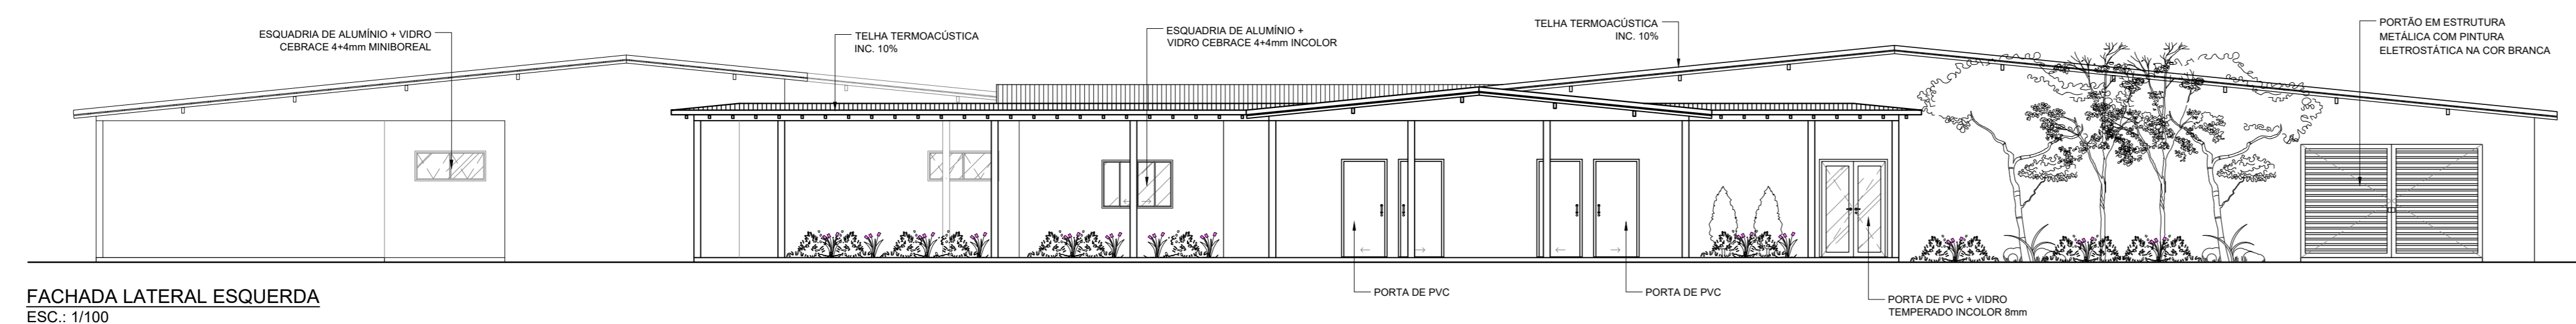 ESQUADRIA DE ALUMÍNIO + VIDRO
CEBRACE 4+4mm MINIBOREAL
TELHA TERMOACÚSTICA
INC. 10%
ESQUADRIA DE ALUMÍNIO +
VIDRO CEBRACE 4+4mm INCOLOR
TELHA TERMOACÚSTICA
INC. 10%
PORTÃO EM ESTRUTURA
METÁLICA COM PINTURA
ELETROSTÁTICA NA COR BRANCA
PORTA DE PVC
PORTA DE PVC
PORTA DE PVC + VIDRO
TEMPERADO INCOLOR 8mm
FACHADA LATERAL ESQUERDA
ESC.: 1/100